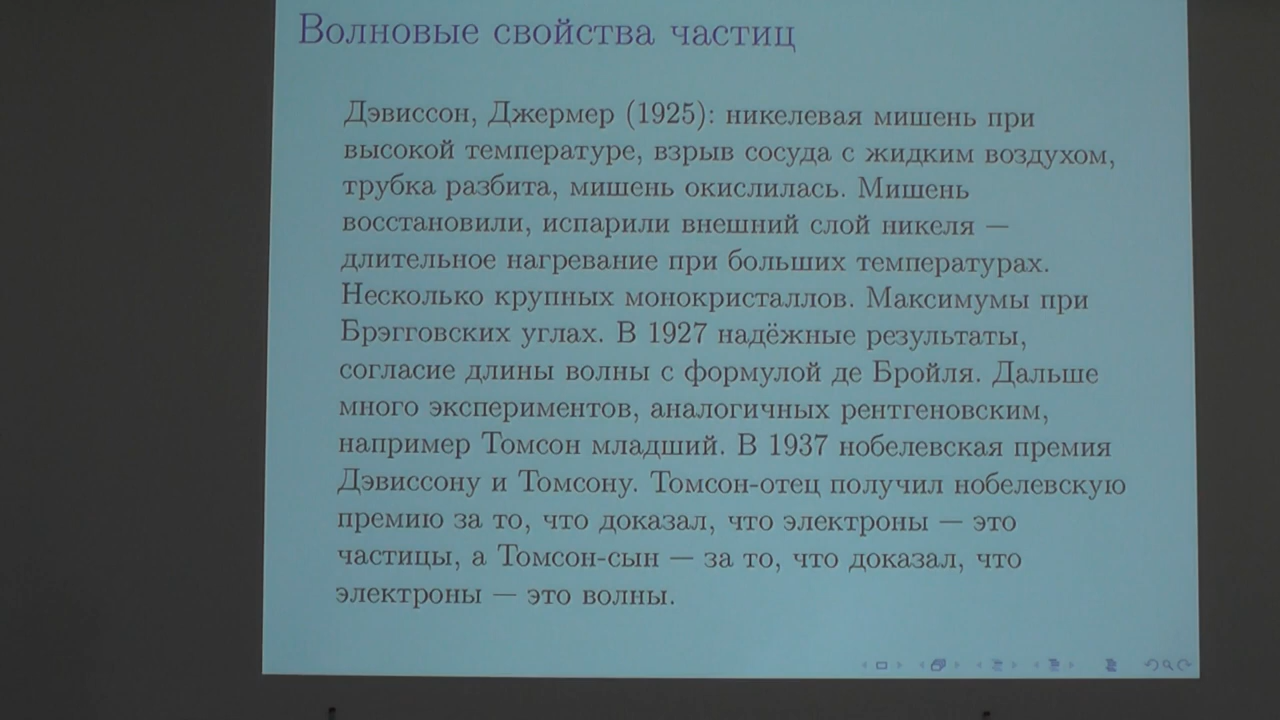 Волновые свойства частиц
Дэвиссон, Джермер (1925): никелевая мишень при
высокой температуре, взрыв сосуда с жидким воздухом,
трубка разбита, мишень окислилась. Мишень
восстановили, испарили внешний слой никеля —
длительное нагревание при больших температурах.
Несколько крупных монокристаллов. Максимумы при
Брэгговских углах. В 1927 надёжные результаты,
согласие длины волны с формулой де Бройля. Дальше
много экспериментов, аналогичных рентгеновским,
например Томсон младший. В 1937 нобелевская премия
Дэвиссону и Томсону. Томсон-отец получил нобелевскую
премию за то, что доказал, что электроны — это
частицы, а Томсон-сын — за то, что доказал, что
электроны — это волны.